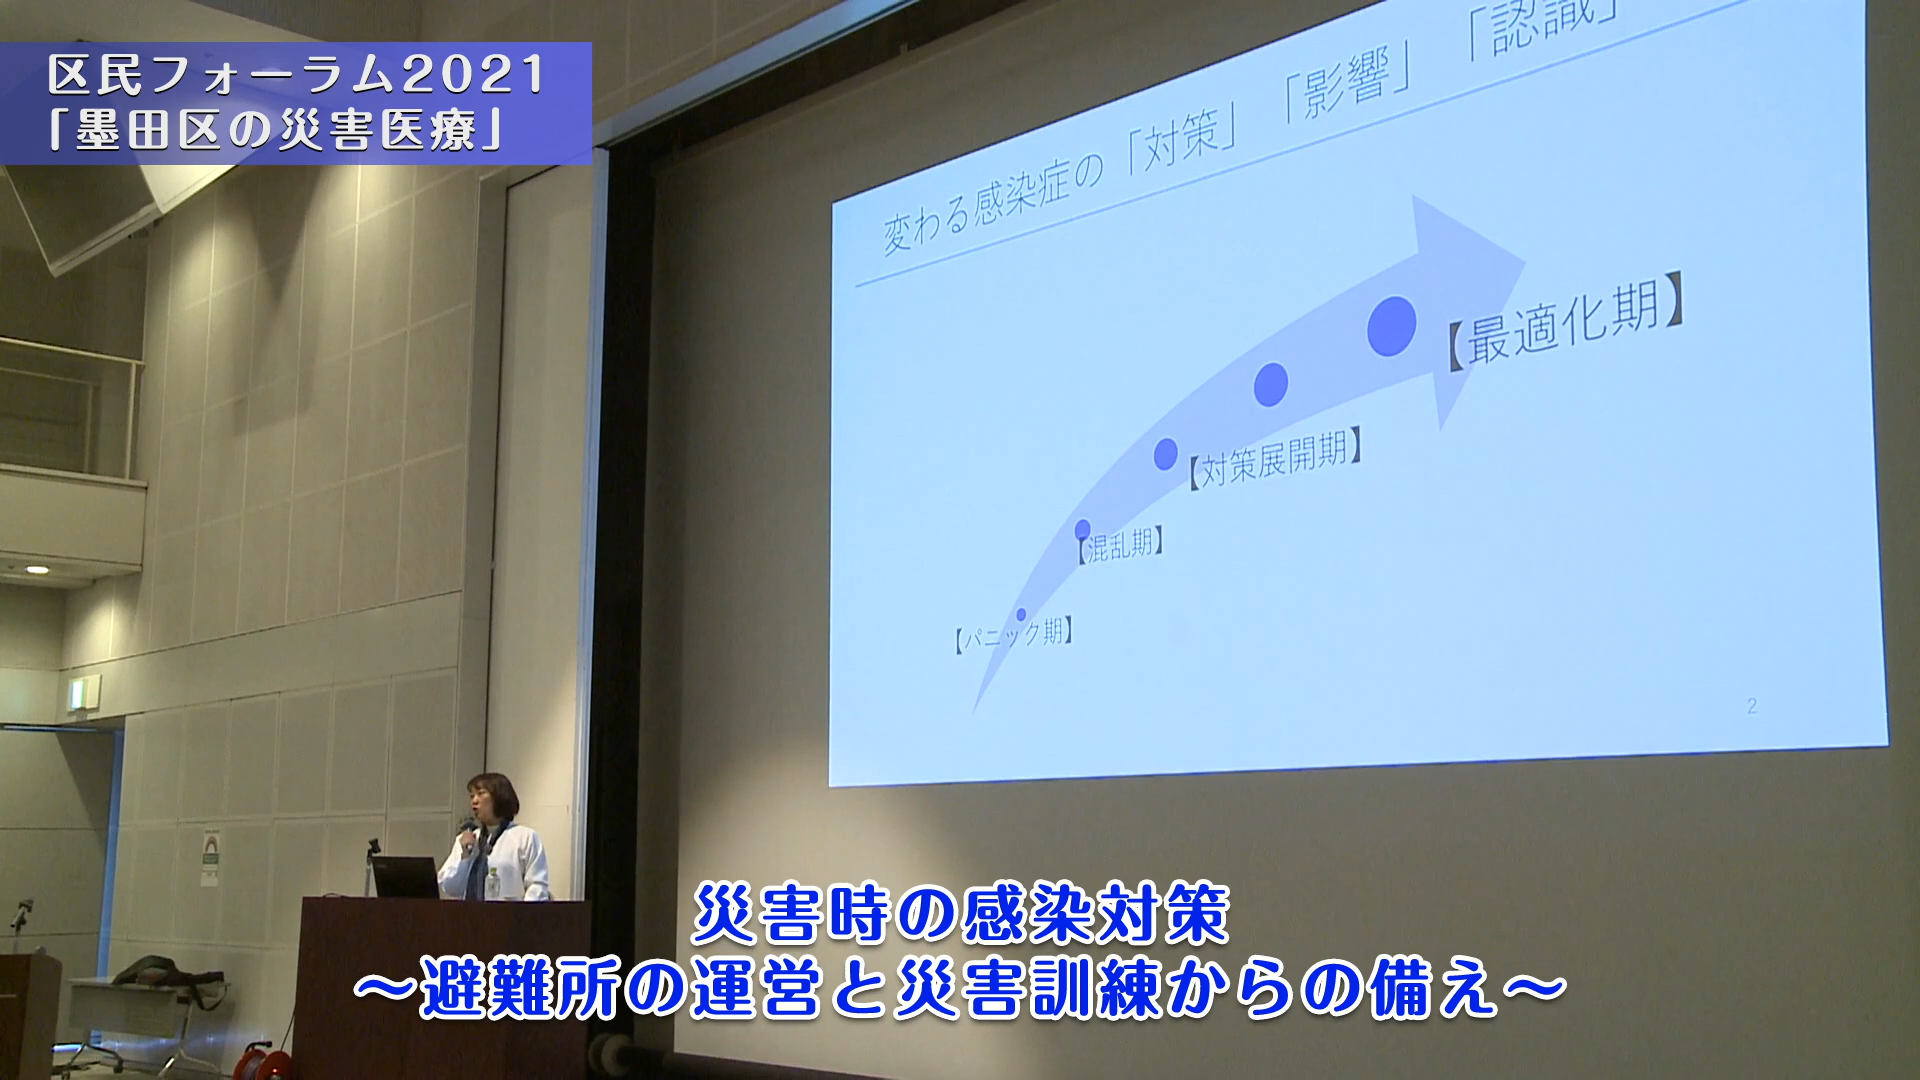 区民フォーラム2021
「墨田区の災害医療」
変わる感染症の「対策」「影響」「認識」
【最適化期】
【対策展開期】
【混乱期】
【パニック期】
2
災害時の感染対策
～避難所の運営と災害訓練からの備え～